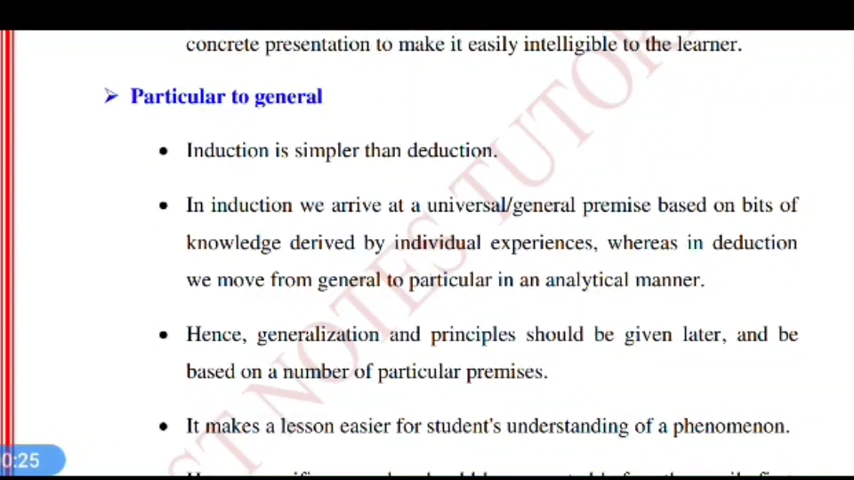 concrete presentation to make it easily intelligible to the learner.
➢ Particular to general
• Induction is simpler than deduction.
• In induction we arrive at a universal/general premise based on bits of
knowledge derived by individual experiences, whereas in deduction
we move from general to particular in an analytical manner.
• Hence, generalization and principles should be given later, and be
based on a number of particular premises.
• It makes a lesson easier for student's understanding of a phenomenon.
0:25